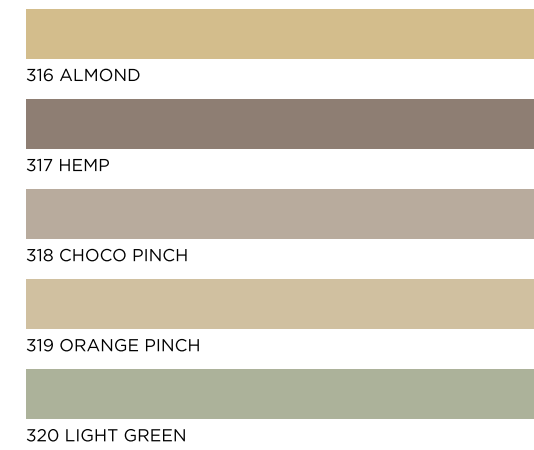 316 ALMOND
317 HEMP
318 CHOCO PINCH
319 ORANGE PINCH
320 LIGHT GREEN